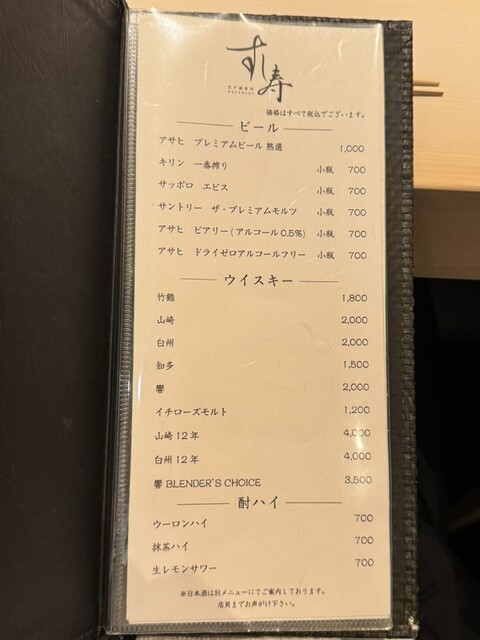 すし寿
価格はすべて税込でございます。
ビール
アサヒ プレミアムビール 熟選 1,000
キリン 一番搾り 小瓶 700
サッポロ エビス 小瓶 700
サントリー ザ・プレミアムモルツ 小瓶 700
アサヒ ビアリー(アルコール0.5%) 小瓶 700
アサヒ ドライゼロアルコールフリー 小瓶 700
ウイスキー
竹鶴 1,800
山崎 2,000
白州 2,000
知多 1,500
響 2,000
イチローズモルト 1,200
山崎12年 4,000
白州12年 4,000
響 BLENDER'S CHOICE 3,500
酎ハイ
ウーロンハイ 700
抹茶ハイ 700
生レモンサワー 700
※日本酒は別メニューにてご案内しております。
店員までお声がけ下さい。